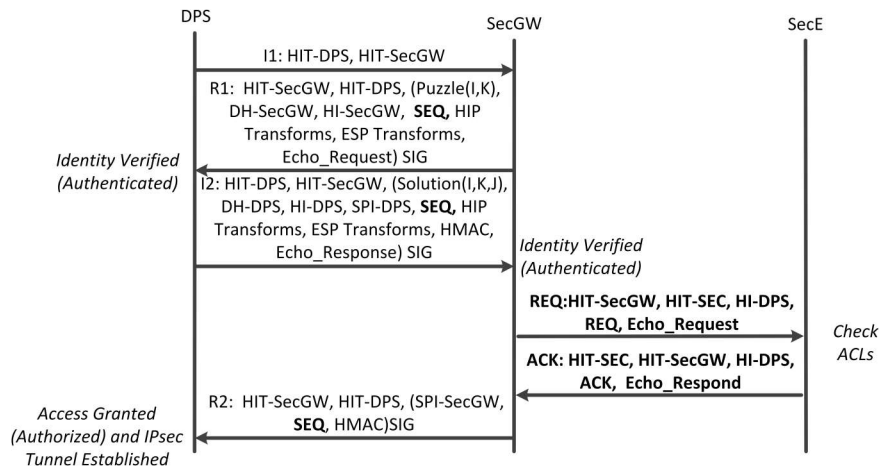 DPS
SecGW
SecE
I1: HIT-DPS, HIT-SecGW
R1: HIT-SecGW, HIT-DPS, (Puzzle(I,K),
DH-SecGW, HI-SecGW, SEQ, HIP
Transforms, ESP Transforms,
Echo_Request) SIG
Identity Verified
(Authenticated)
I2: HIT-DPS, HIT-SecGW, (Solution(I,K,J),
DH-DPS, HI-DPS, SPI-DPS, SEQ, HIP
Transforms, ESP Transforms, HMAC,
Echo_Response) SIG
Identity Verified
(Authenticated)
REQ:HIT-SecGW, HIT-SEC, HI-DPS,
REQ, Echo_Request
Check
ACLs
ACK: HIT-SEC, HIT-SecGW, HI-DPS,
ACK, Echo_Respond
R2: HIT-SecGW, HIT-DPS, (SPI-SecGW,
SEQ, HMAC)SIG
Access Granted
(Authorized) and IPsec
Tunnel Established